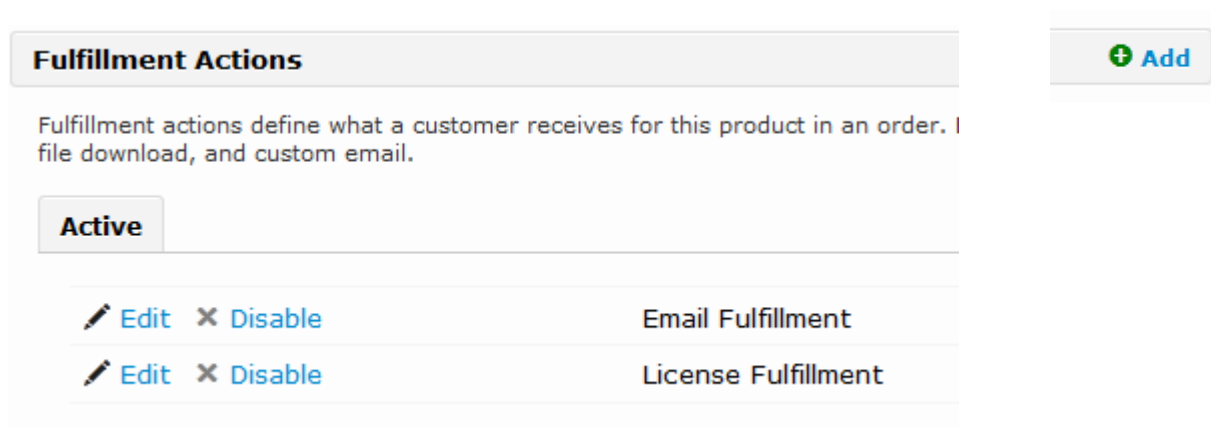 Fulfillment Actions
Add
Fulfillment actions define what a customer receives for this product in an order.
file download, and custom email.
Active
Edit Disable Email Fulfillment
Edit Disable License Fulfillment